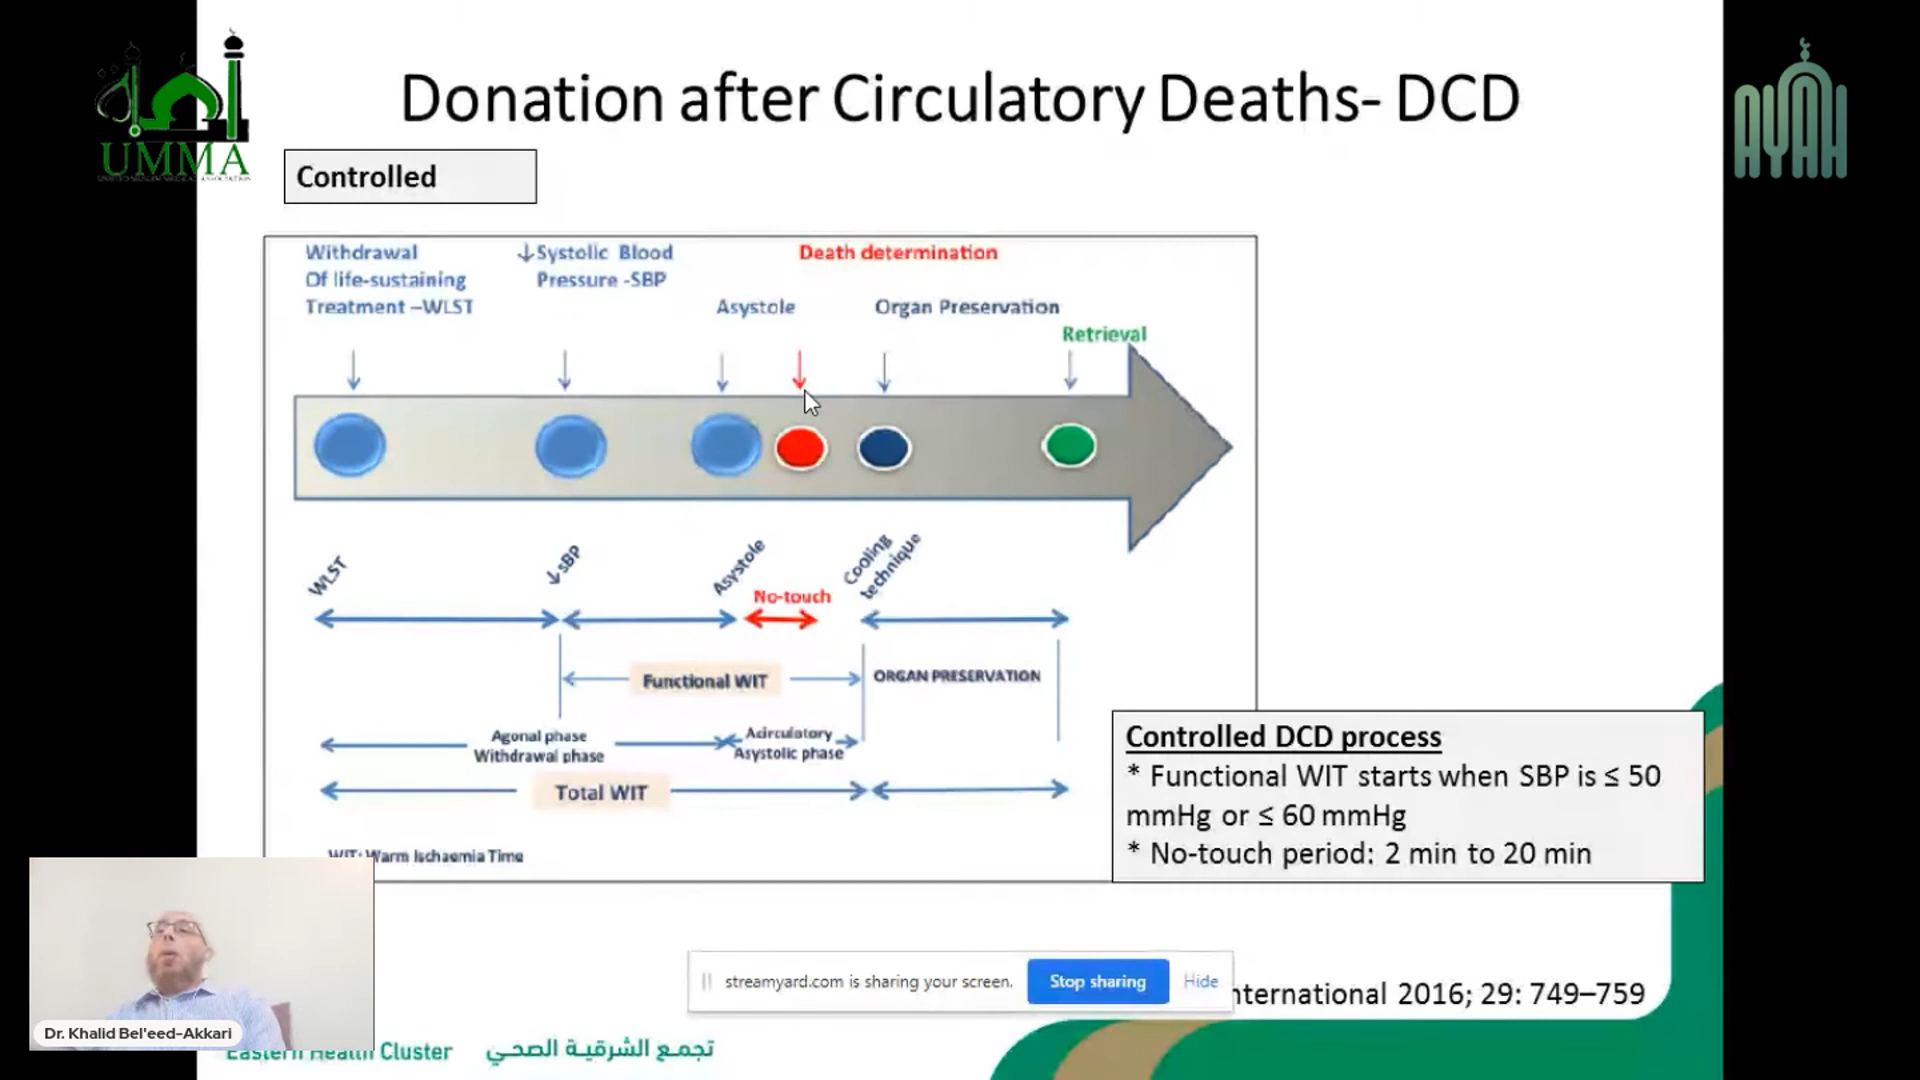 Donation after Circulatory Deaths- DCD
UMMA
AYAH
Controlled
Withdrawal
Of life-sustaining
Treatment –WLST
↓Systolic Blood
Pressure -SBP
Death determination
Asystole
Organ Preservation
Retrieval
WLST
↓sBP
Asystole
No-touch
Cooling
technique
Functional WIT
ORGAN PRESERVATION
Agonal phase
Withdrawal phase
Acirculatory
Asystolic phase
Total WIT
WIT: Warm Ischaemia Time
Controlled DCD process
* Functional WIT starts when SBP is ≤ 50
mmHg or ≤ 60 mmHg
* No-touch period: 2 min to 20 min
streamyard.com is sharing your screen.
Stop sharing
Hide
nternational 2016; 29: 749–759
Dr. Khalid Bel'eed-Akkari
Eastern Health Cluster
تجمع الشرقية الصحي